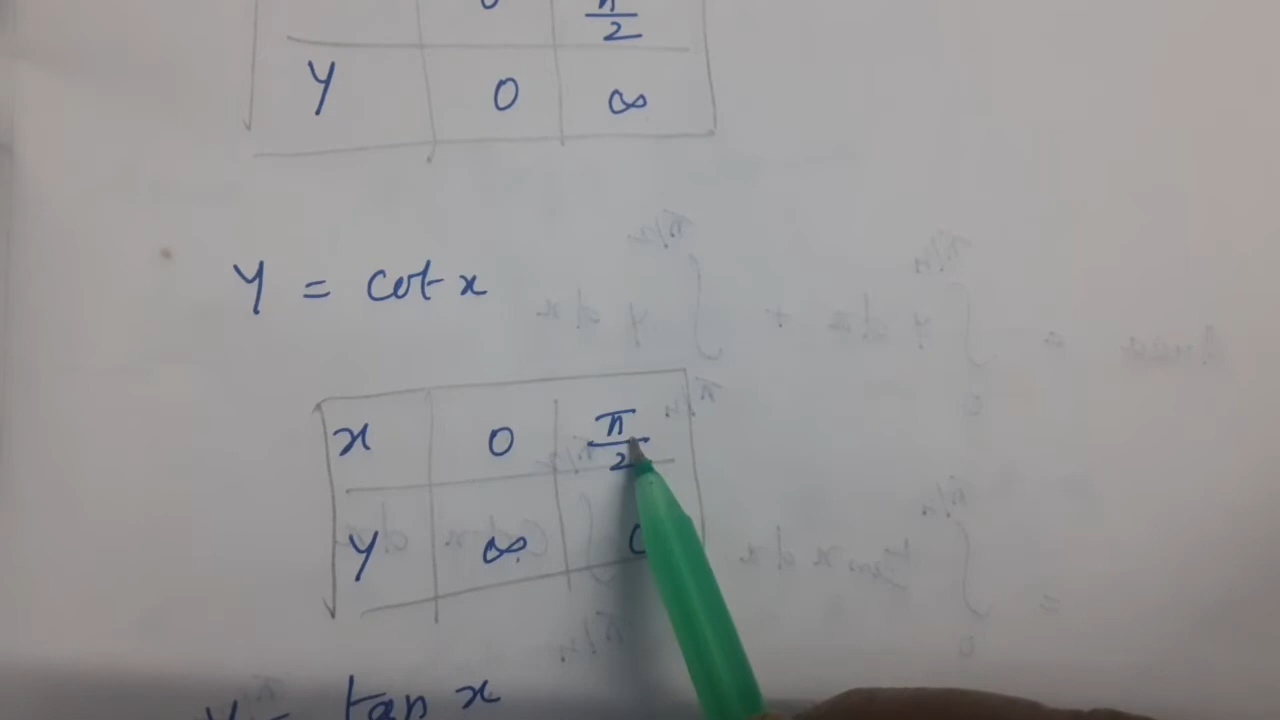 0 π/2
Y 0 ∞
Y = cot x
x 0 π/2
y ∞
tan x